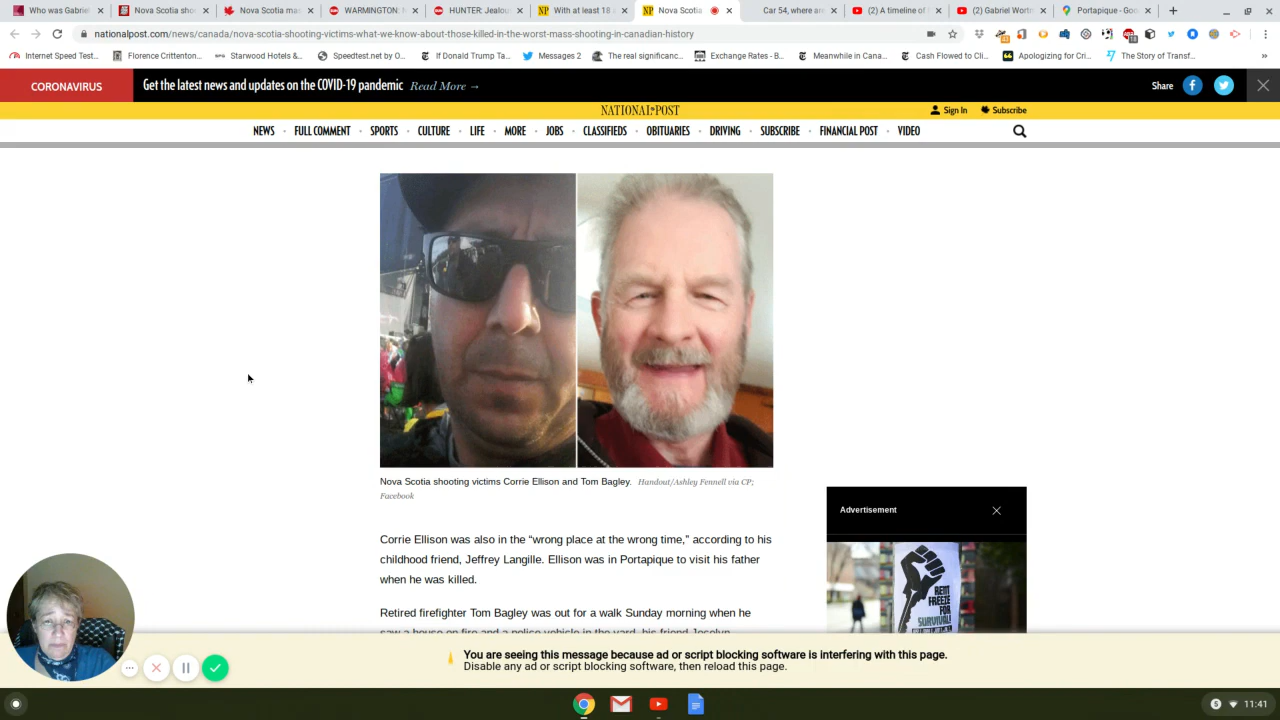 Who was Gabriel
Nova Scotia sho
Nova Scotia ma
WARMINGTON:
HUNTER: Jealou
With at least 18
Nova Scotia
Car 54, where are
(2) A timeline of
(2) Gabriel Wortm
Portapique - Goo
nationalpost.com/news/canada/nova-scotia-shooting-victims-what-we-know-about-those-killed-in-the-worst-mass-shooting-in-canadian-history
Internet Speed Test...
Florence Crittenton...
Starwood Hotels &...
Speedtest.net by O...
If Donald Trump Ta...
Messages 2
The real significanc...
Exchange Rates - B...
Meanwhile in Cana...
Cash Flowed to Cli...
Apologizing for Cri...
The Story of Transf...
CORONAVIRUS
Get the latest news and updates on the COVID-19 pandemic Read More →
Share
NATIONAL POST
Sign In
Subscribe
NEWS
FULL COMMENT
SPORTS
CULTURE
LIFE
MORE
JOBS
CLASSIFIEDS
OBITUARIES
DRIVING
SUBSCRIBE
FINANCIAL POST
VIDEO
Nova Scotia shooting victims Corrie Ellison and Tom Bagley. Handout/Ashley Fennell via CP;
Facebook
Advertisement
Corrie Ellison was also in the “wrong place at the wrong time,” according to his
childhood friend, Jeffrey Langille. Ellison was in Portapique to visit his father
when he was killed.
RENT
FREEZE
FOR
SURVIVAL!
Retired firefighter Tom Bagley was out for a walk Sunday morning when he
saw a house on fire and a police vehicle in the yard, his friend Jocelyn
You are seeing this message because ad or script blocking software is interfering with this page.
Disable any ad or script blocking software, then reload this page.
5
11:41